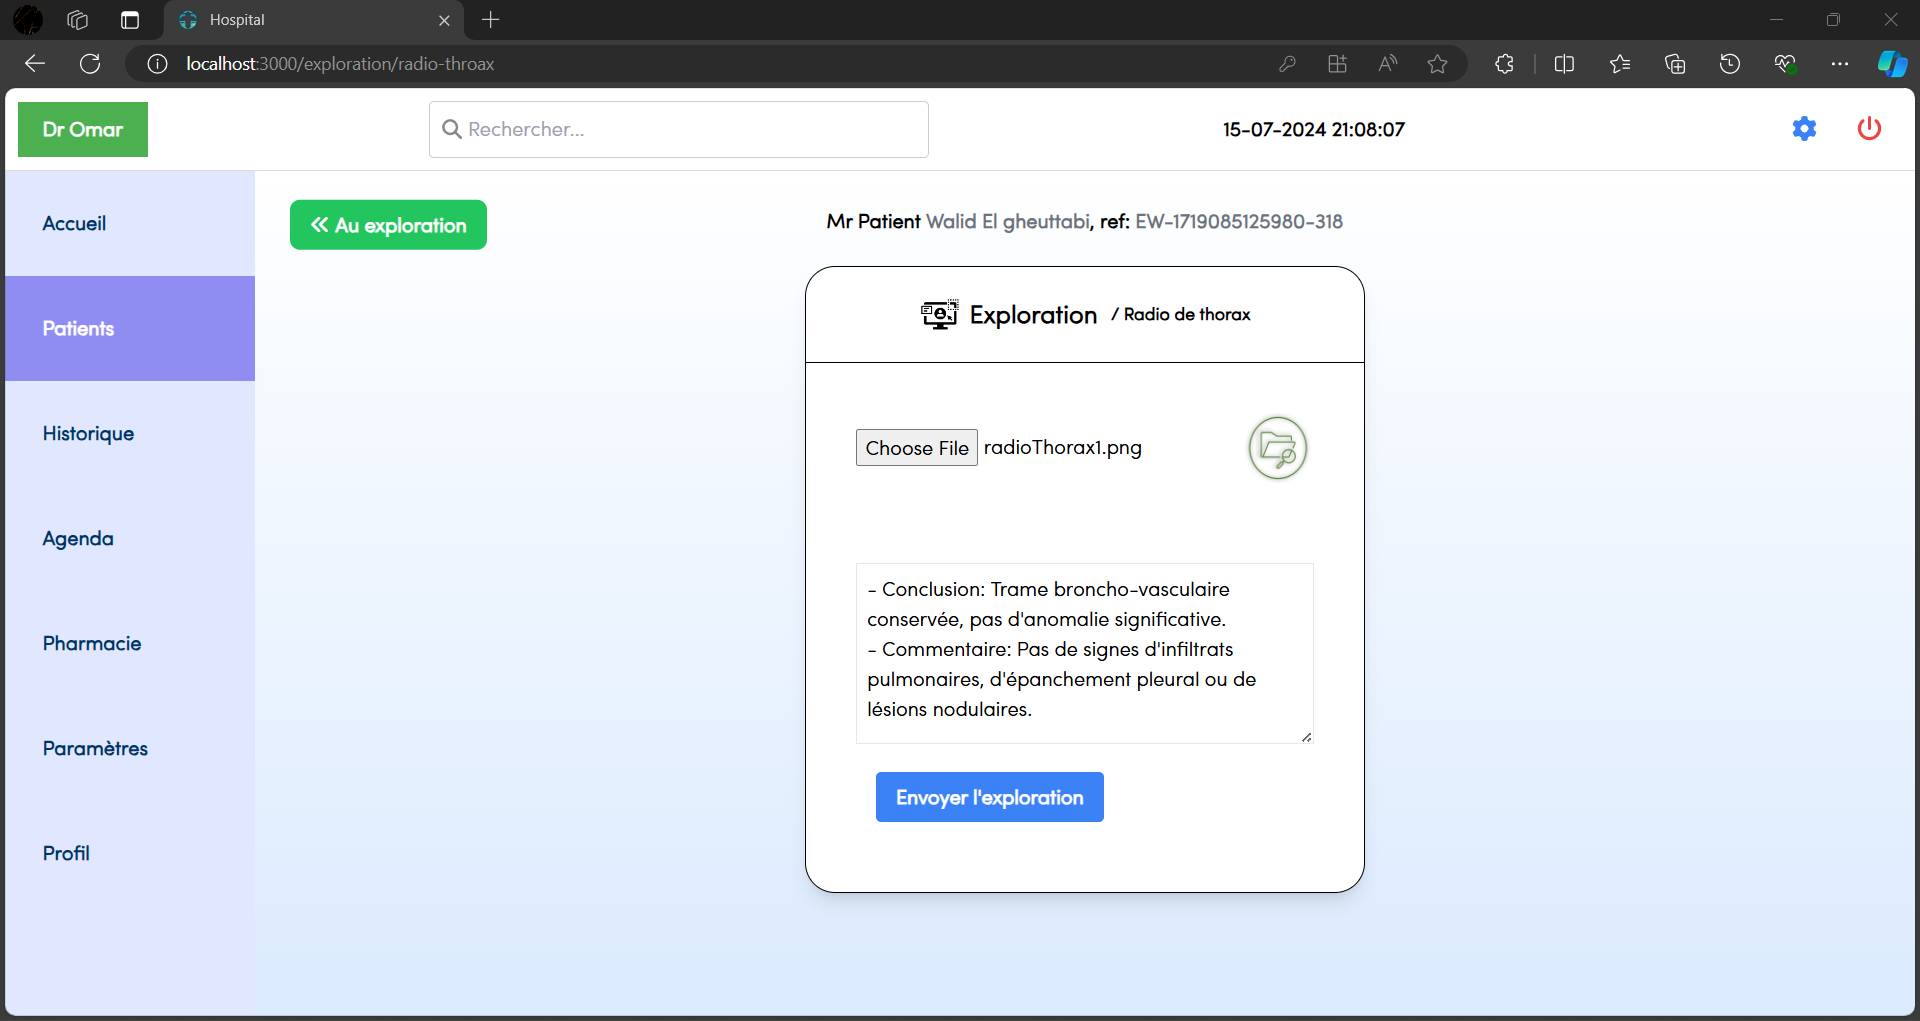 Hospital
localhost:3000/exploration/radio-throax
Dr Omar
Rechercher...
15-07-2024 21:08:07
Accueil
Patients
Historique
Agenda
Pharmacie
Paramètres
Profil
Au exploration
Mr Patient Walid El gheuttabi, ref: EW-1719085125980-318
Exploration / Radio de thorax
Choose File radioThorax1.png
- Conclusion: Trame broncho-vasculaire
conservée, pas d'anomalie significative.
- Commentaire: Pas de signes d'infiltrats
pulmonaires, d'épanchement pleural ou de
lésions nodulaires.
Envoyer l'exploration